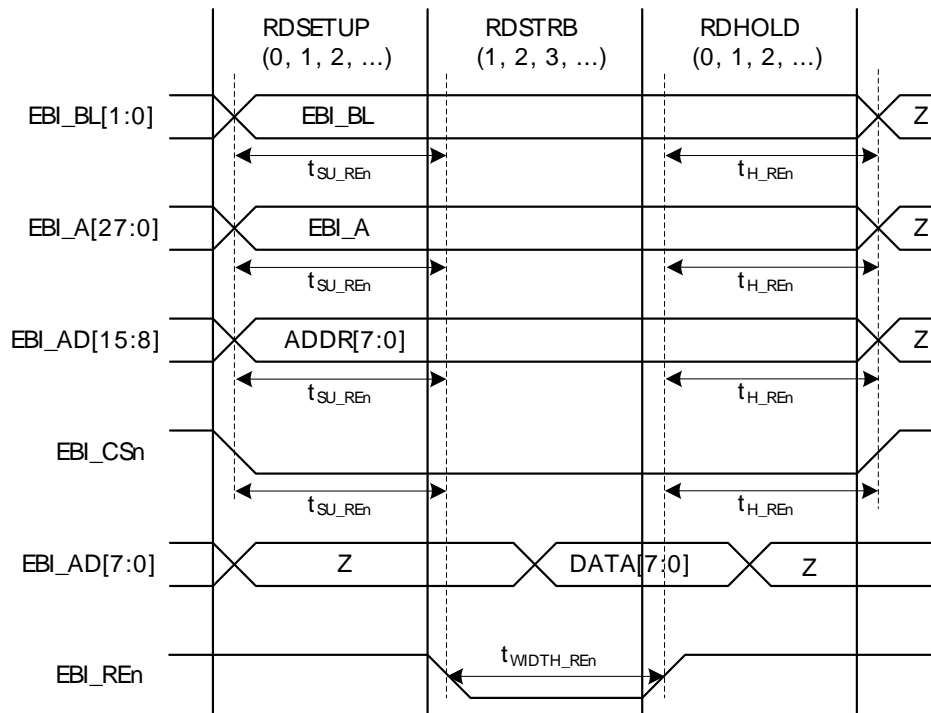 RDSETUP RDSTRB RDHOLD
(0, 1, 2, ...) (1, 2, 3, ...) (0, 1, 2, ...)
EBI_BL[1:0] EBI_BL Z
tSU_REn tH_REn
EBI_A[27:0] EBI_A Z
tSU_REn tH_REn
EBI_AD[15:8] ADDR[7:0] Z
tSU_REn tH_REn
EBI_CSn
tSU_REn tH_REn
EBI_AD[7:0] Z DATA[7:0] Z
tWIDTH_REn
EBI_REn